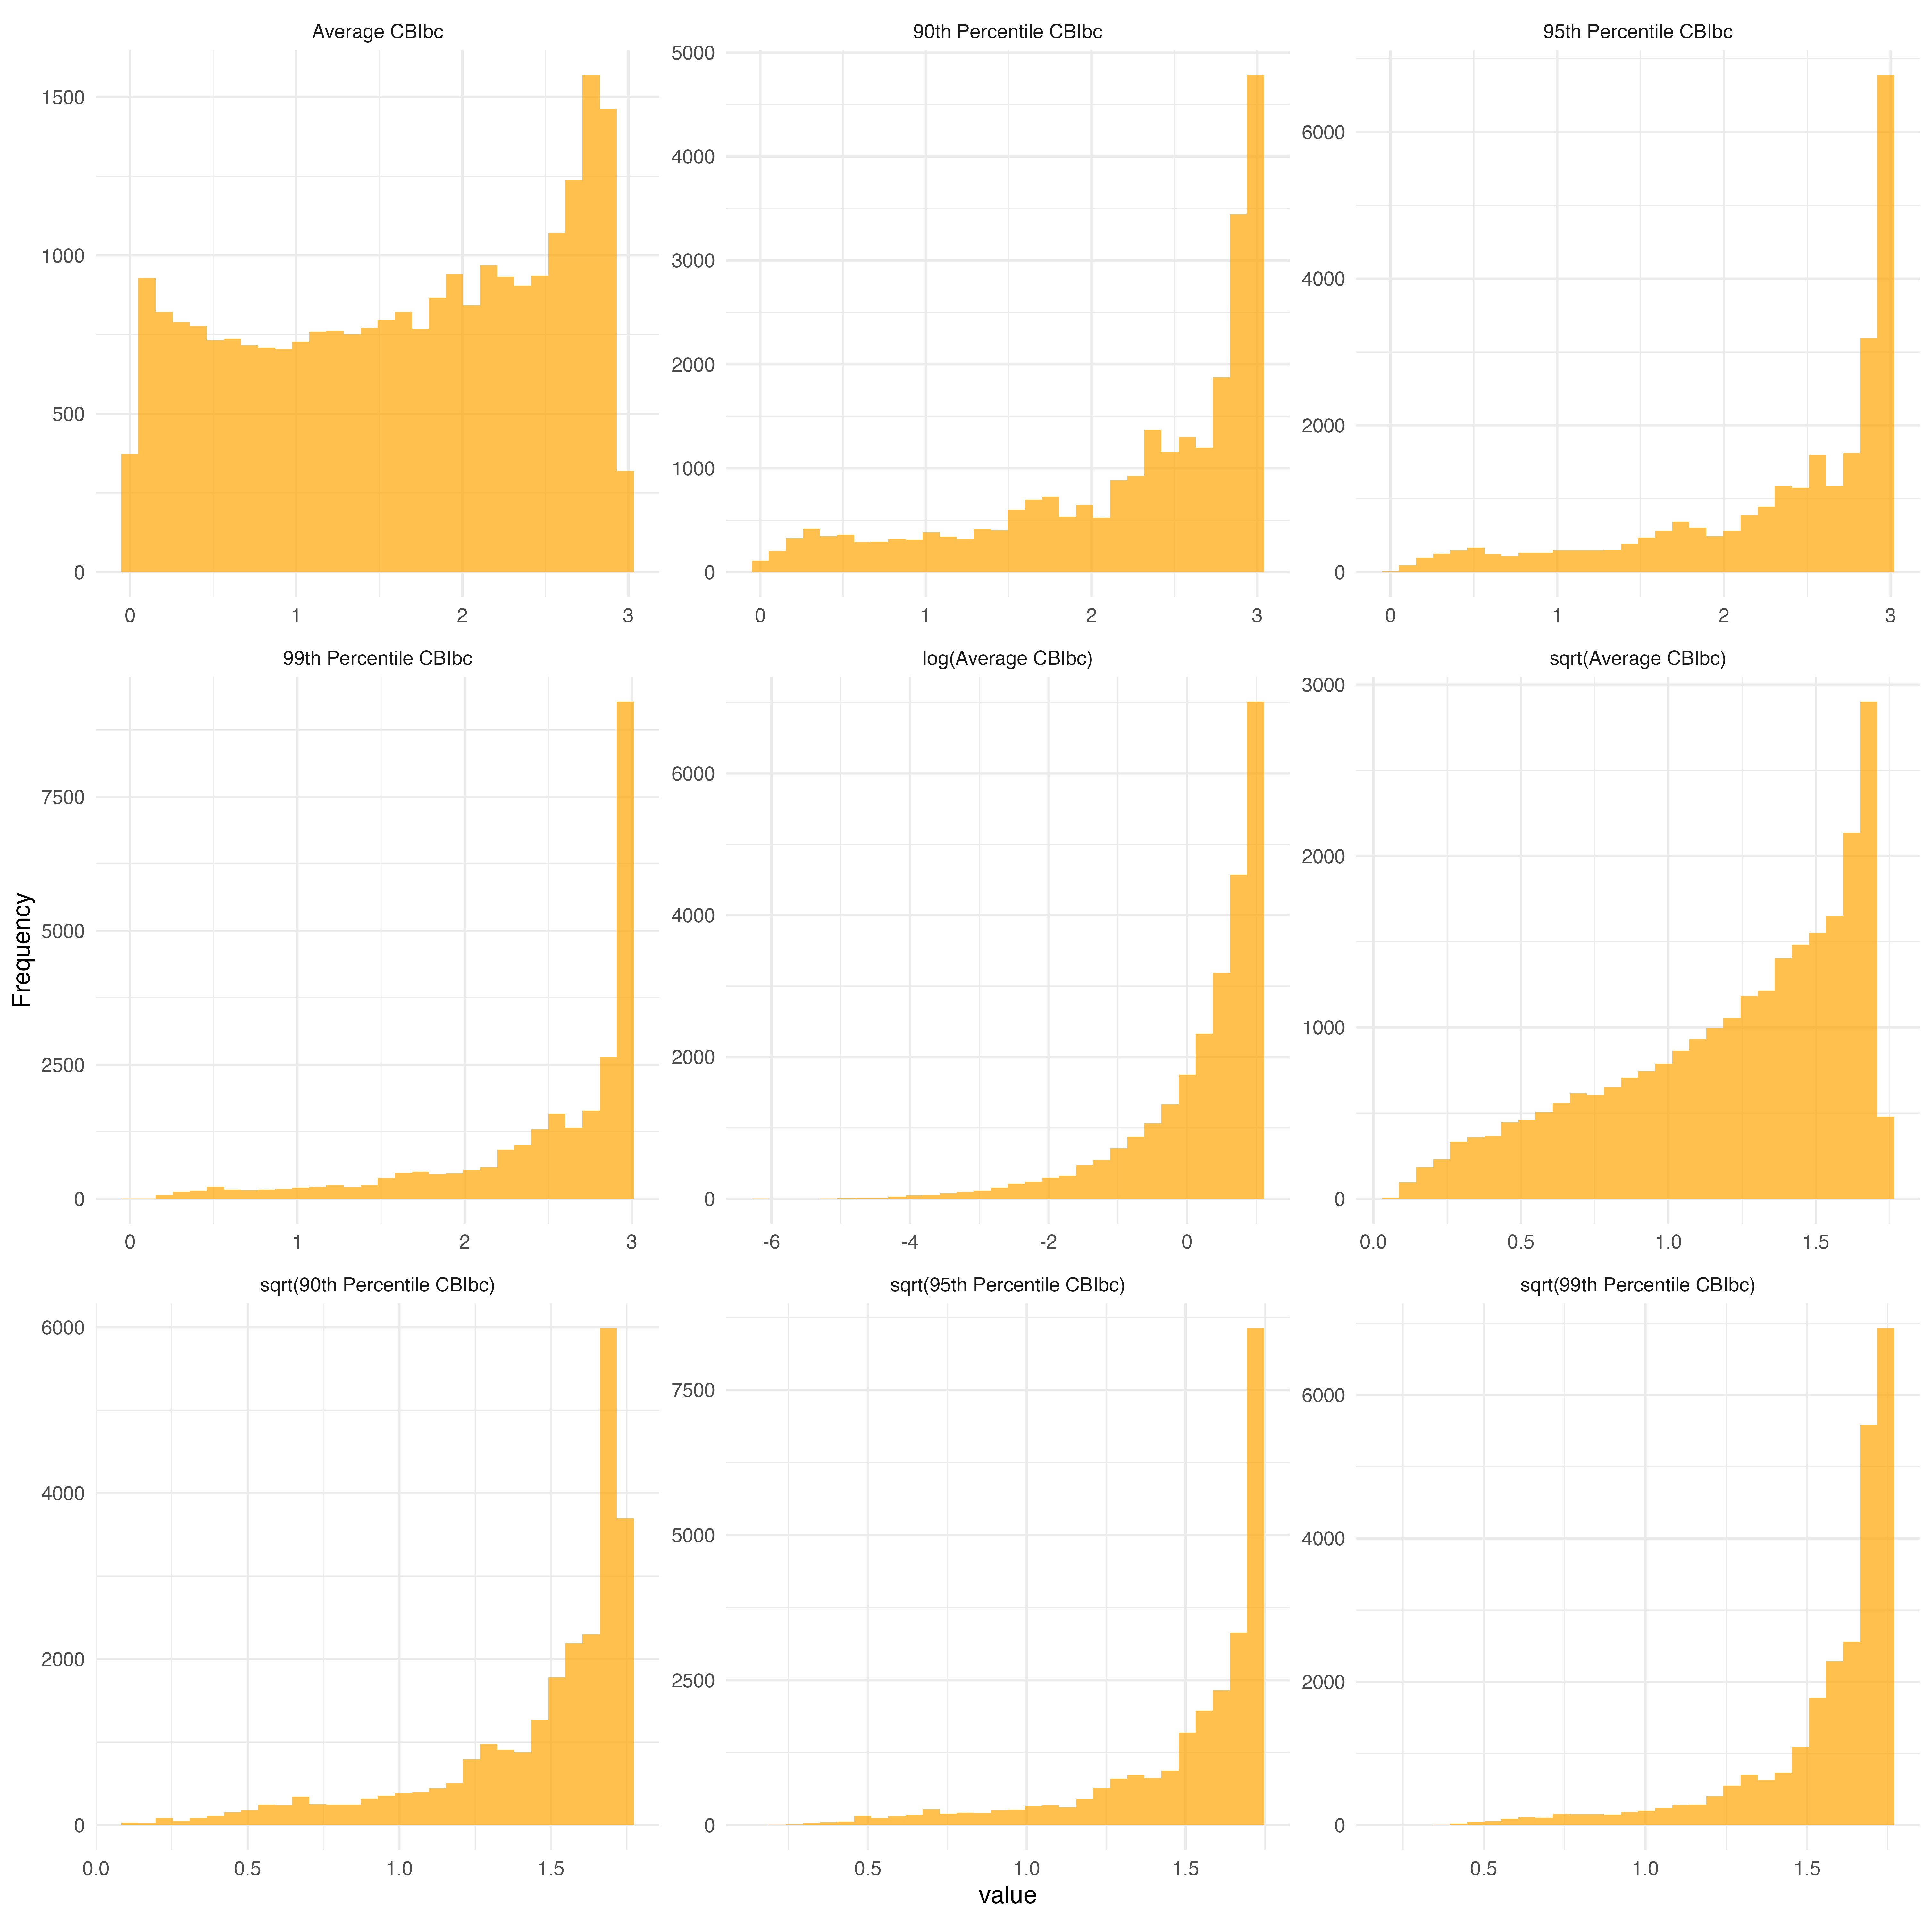 Average CBIbc
90th Percentile CBIbc
95th Percentile CBIbc
1500
1000
500
0
0 1 2 3
5000
4000
3000
2000
1000
0
0 1 2 3
6000
4000
2000
0
0 1 2 3
99th Percentile CBIbc
log(Average CBIbc)
sqrt(Average CBIbc)
Frequency
7500
5000
2500
0
0 1 2 3
6000
4000
2000
0
-6 -4 -2 0
3000
2000
1000
0
0.0 0.5 1.0 1.5
sqrt(90th Percentile CBIbc)
sqrt(95th Percentile CBIbc)
sqrt(99th Percentile CBIbc)
6000
4000
2000
0
0.0 0.5 1.0 1.5
7500
5000
2500
0
0.5 1.0 1.5
6000
4000
2000
0
0.5 1.0 1.5
value